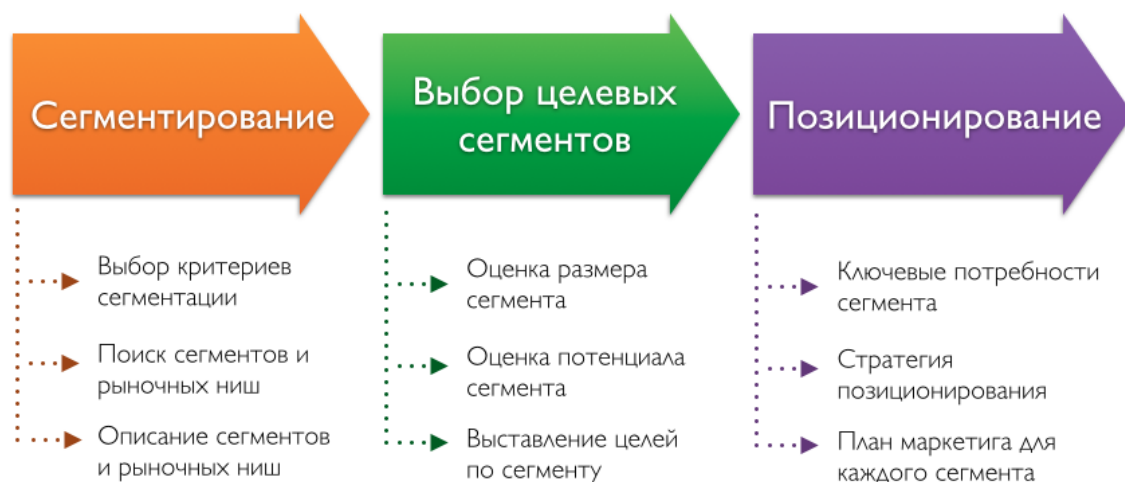 Сегментирование
Выбор целевых
сегментов
Позиционирование
Выбор критериев
сегментации
Поиск сегментов и
рыночных ниш
Описание сегментов
и рыночных ниш
Оценка размера
сегмента
Оценка потенциала
сегмента
Выставление целей
по сегменту
Ключевые потребности
сегмента
Стратегия
позиционирования
План маркетига для
каждого сегмента